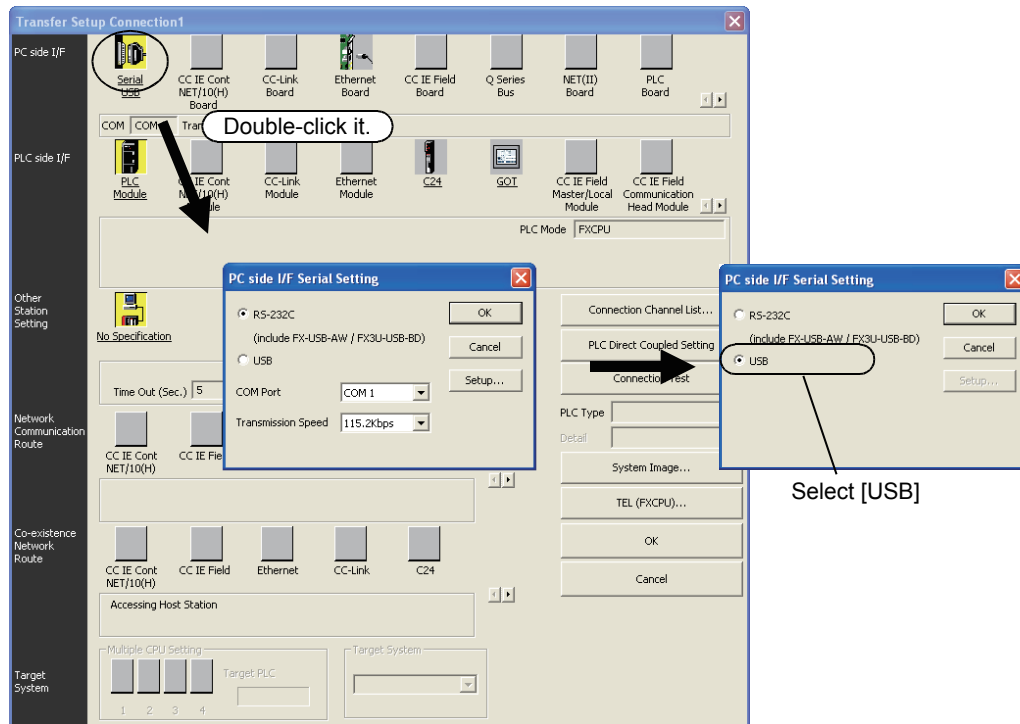 Transfer Setup Connection1
PC side I/F
Serial
USB
CC IE Cont
NET/10(H)
Board
CC-Link
Board
Ethernet
Board
CC IE Field
Board
Q Series
Bus
NET(II)
Board
PLC
Board
COM
Double-click it.
PLC side I/F
PLC
Module
IE Cont
CC-Link
Module
Ethernet
Module
C24
GOT
CC IE Field
Master/Local
Module
CC IE Field
Communication
Head Module
PLC Mode FXCPU
PC side I/F Serial Setting
RS-232C
(include FX-USB-AW / FX3U-USB-BD)
USB
COM Port COM 1
Transmission Speed 115.2Kbps
OK
Cancel
Setup...
PC side I/F Serial Setting
RS-232C
(include FX-USB-AW / FX3U-USB-BD)
USB
OK
Cancel
Setup...
Select [USB]
Other
Station
Setting
No Specification
Time Out (Sec.) 5
Connection Channel List...
PLC Direct Coupled Setting
Connection Test
PLC Type
Detail
System Image...
TEL (FXCPU)...
OK
Cancel
Network
Communication
Route
CC IE Cont
NET/10(H)
CC IE Fie
Co-existence
Network
Route
CC IE Cont
NET/10(H)
CC IE Field
Ethernet
CC-Link
C24
Accessing Host Station
Target
System
Multiple CPU Setting
1 2 3 4
Target PLC
Target System